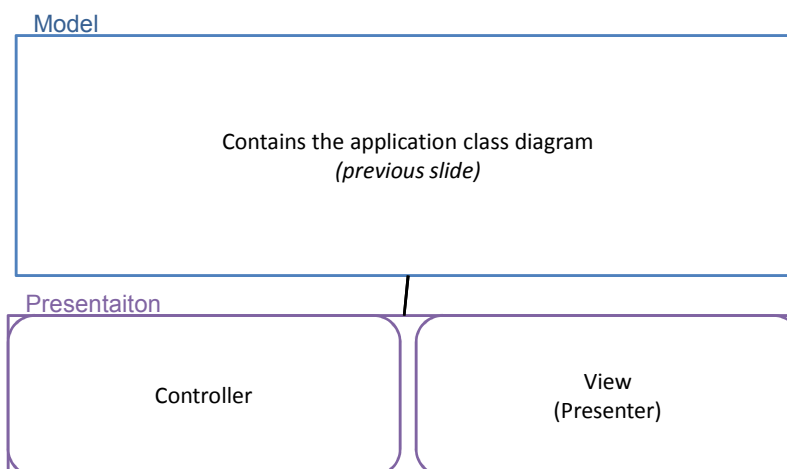 Model
Contains the application class diagram
(previous slide)
Presentaiton
Controller
View
(Presenter)